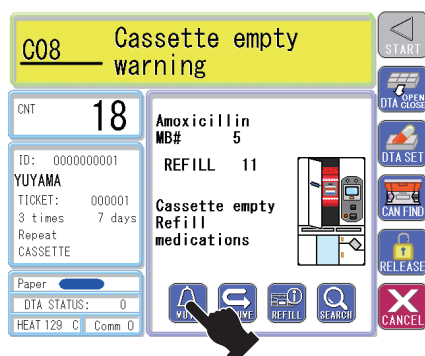 C08 Cassette empty
warning
START
OPEN
DTA CLOSE
DTA SET
CAN FIND
RELEASE
CANCEL
CNT 18
ID: 0000000001
YUYAMA
TICKET: 000001
3 times 7 days
Repeat
CASSETTE
Paper
DTA STATUS: 0
HEAT 129 C Comm 0
Amoxicillin
MB# 5
REFILL 11
Cassette empty
Refill
medications
REFILL
SEARCH